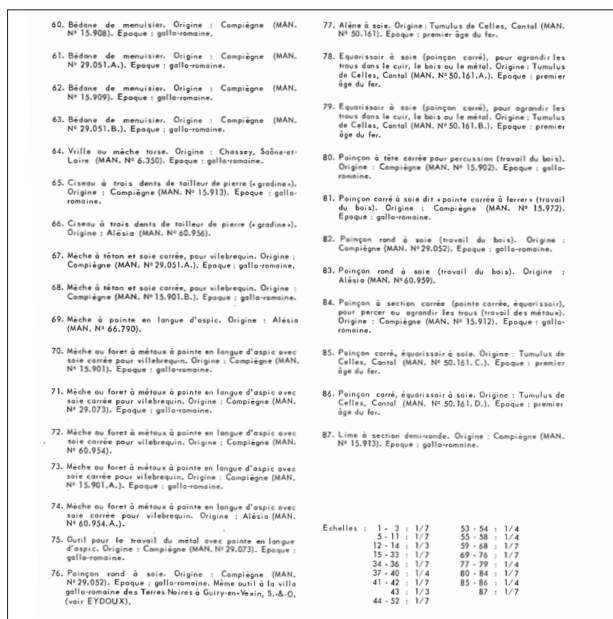 60. Bédane de menuisier. Origine : Compiègne (MAN.
Nº 15.908). Epoque : gallo-romaine.
61. Bédane de menuisier. Origine : Compiègne (MAN.
Nº 29.051.A.). Epoque : gallo-romaine.
62. Bédane de menuisier. Origine : Compiègne (MAN.
Nº 15.909). Epoque : gallo-romaine.
63. Bédane de menuisier. Origine : Compiègne (MAN.
Nº 29.051.B.). Epoque : gallo-romaine.
64. Vrille ou mèche torse. Origine : Chassey, Saône-et-
Loire (MAN. Nº 6.350). Epoque : gallo-romaine.
65. Ciseau à trois dents de tailleur de pierre («gradine»).
Origine : Compiègne (MAN. Nº 15.913). Epoque : gallo-
romaine.
66. Ciseau à trois dents de tailleur de pierre («gradine»).
Origine : Alésia (MAN. Nº 60.956).
67. Mèche à téton et soie carrée, pour vilebrequin. Origine :
Compiègne (MAN. Nº 29.051.A.). Epoque : gallo-romaine.
68. Mèche à téton et soie carrée, pour vilebrequin. Origine :
Compiègne (MAN. Nº 15.901.B.). Epoque : gallo-romaine.
69. Mèche à pointe en langue d'aspic. Origine : Alésia
(MAN. Nº 66.790).
70. Mèche ou foret à métaux à pointe en langue d'aspic avec
soie carrée pour villebrequin. Origine : Compiègne (MAN.
Nº 15.901). Epoque : gallo-romaine.
71. Mèche ou foret à métaux à pointe en langue d'aspic avec
soie carrée pour villebrequin. Origine : Compiègne (MAN.
Nº 29.073). Epoque : gallo-romaine.
72. Mèche ou foret à métaux à pointe en langue d'aspic avec
soie carrée pour vilebrequin. Origine : Compiègne (MAN.
Nº 60.954).
73. Mèche ou foret à métaux à pointe en langue d'aspic avec
soie carrée pour vilebrequin. Origine : Compiègne (MAN.
Nº 15.901.A.). Epoque : gallo-romaine.
74. Mèche ou foret à métaux à pointe en langue d'aspic avec
soie carrée pour vilebrequin. Origine : Alésia (MAN.
Nº 60.954.A.).
75. Outil pour le travail du métal avec pointe en langue
d'aspic. Origine : Compiègne (MAN. Nº 29.073). Epoque :
gallo-romaine.
76. Poinçon rond à soie. Origine : Compiègne (MAN.
Nº 29.052). Epoque : gallo-romaine. Même outil à la villa
gallo-romaine des Terres Noires à Guiry-en-Vexin, S.-&-O.
(voir EYDOUX).
77. Alêne à soie. Origine : Tumulus de Celles, Cantal (MAN.
Nº 50.161). Epoque : premier âge du fer.
78. Equarissoir à soie (poinçon carré), pour agrandir les
trous dans le cuir, le bois ou le métal. Origine : Tumulus
de Celles, Cantal (MAN. Nº 50.161.A.). Epoque : premier
âge du fer.
79. Equarissoir à soie (poinçon carré), pour agrandir les
trous dans le cuir, le bois ou le métal. Origine : Tumulus
de Celles, Cantal (MAN. Nº 50.161.B.). Epoque : premier
âge du fer.
80. Poinçon à tête carrée pour percussion (travail du bois).
Origine : Compiègne (MAN. Nº 15.902). Epoque : gallo-
romaine.
81. Poinçon carré à soie dit «pointe carrée à ferrer» (travail
du bois). Origine : Compiègne (MAN. Nº 15.972).
Epoque : gallo-romaine.
82. Poinçon rond à soie (travail du bois). Origine :
Compiègne (MAN. Nº 29.052). Epoque : gallo-romaine.
83. Poinçon rond à soie (travail du bois). Origine :
Alésia (MAN. Nº 60.959).
84. Poinçon à section carrée (pointe carrée, équarissoir),
pour percer ou agrandir les trous (travail des métaux).
Origine : Compiègne (MAN. Nº 15.912). Epoque : gallo-
romaine.
85. Poinçon carré, équarissoir à soie. Origine : Tumulus de
Celles, Cantal (MAN. Nº 50.161.C.). Epoque : premier
âge du fer.
86. Poinçon carré, équarissoir à soie. Origine : Tumulus de
Celles, Cantal (MAN. Nº 50.161.D.). Epoque : premier
âge du fer.
87. Lime à section demi-ronde. Origine : Compiègne (MAN.
Nº 15.913). Epoque : gallo-romaine.
Echelles : 1 - 3 : 1/7 53 - 54 : 1/4
5 - 11 : 1/7 55 - 58 : 1/4
12 - 14 : 1/3 59 - 68 : 1/7
15 - 33 : 1/7 69 - 76 : 1/7
34 - 36 : 1/7 77 - 79 : 1/4
37 - 40 : 1/4 80 - 84 : 1/7
41 - 42 : 1/7 85 - 86 : 1/4
43 : 1/3 87 : 1/7
44 - 52 : 1/7